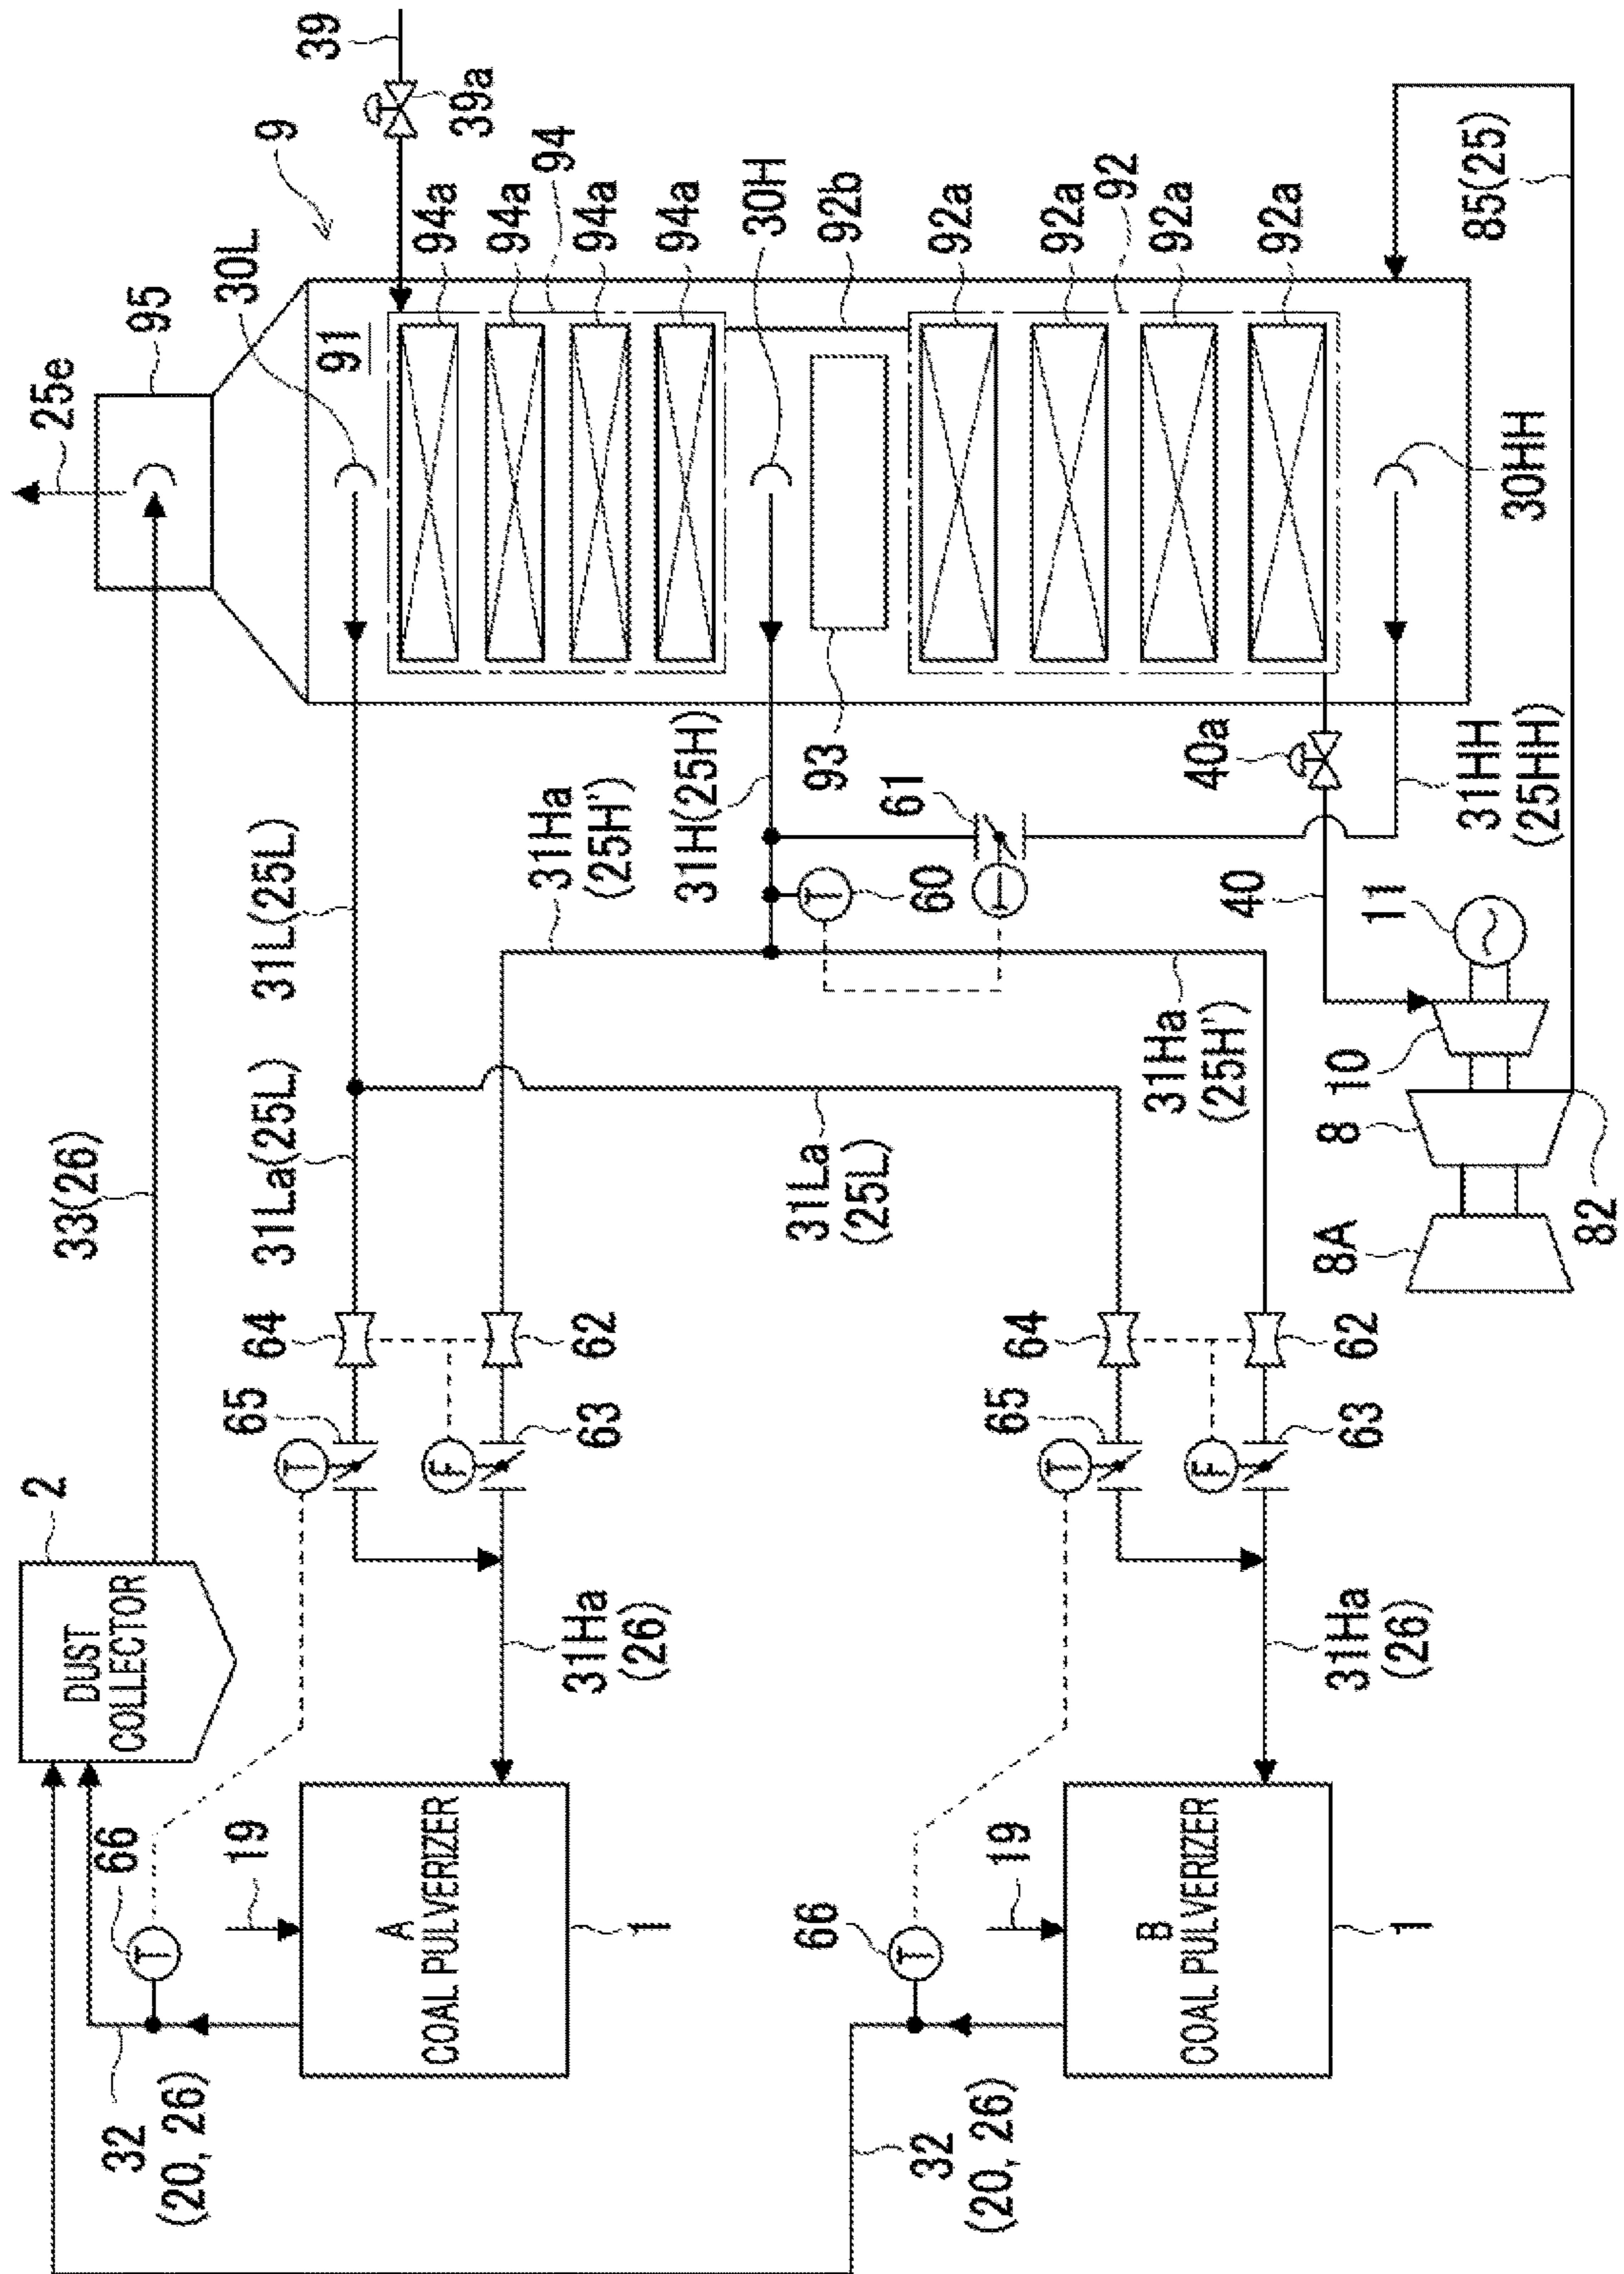 39
39a
9
94
94a
94a
94a
94a
30H
92b
92a
92a
92
92a
92a
85(25)
30L
95
25e
91
30HH
93
40a
31HH
(25HH)
31H(25H)
61
31Ha
(25H')
31L(25L)
60
40
11
31Ha
(25H')
10
8
82
8A
33(26)
31La(25L)
31La
(25L)
64
62
64
62
65
63
65
63
T
T
F
T
F
2
DUST
COLLECTOR
31Ha
(26)
31Ha
(26)
66
19
66
19
T
T
A
COAL PULVERIZER
1
B
COAL PULVERIZER
1
32
(20, 26)
32
(20, 26)